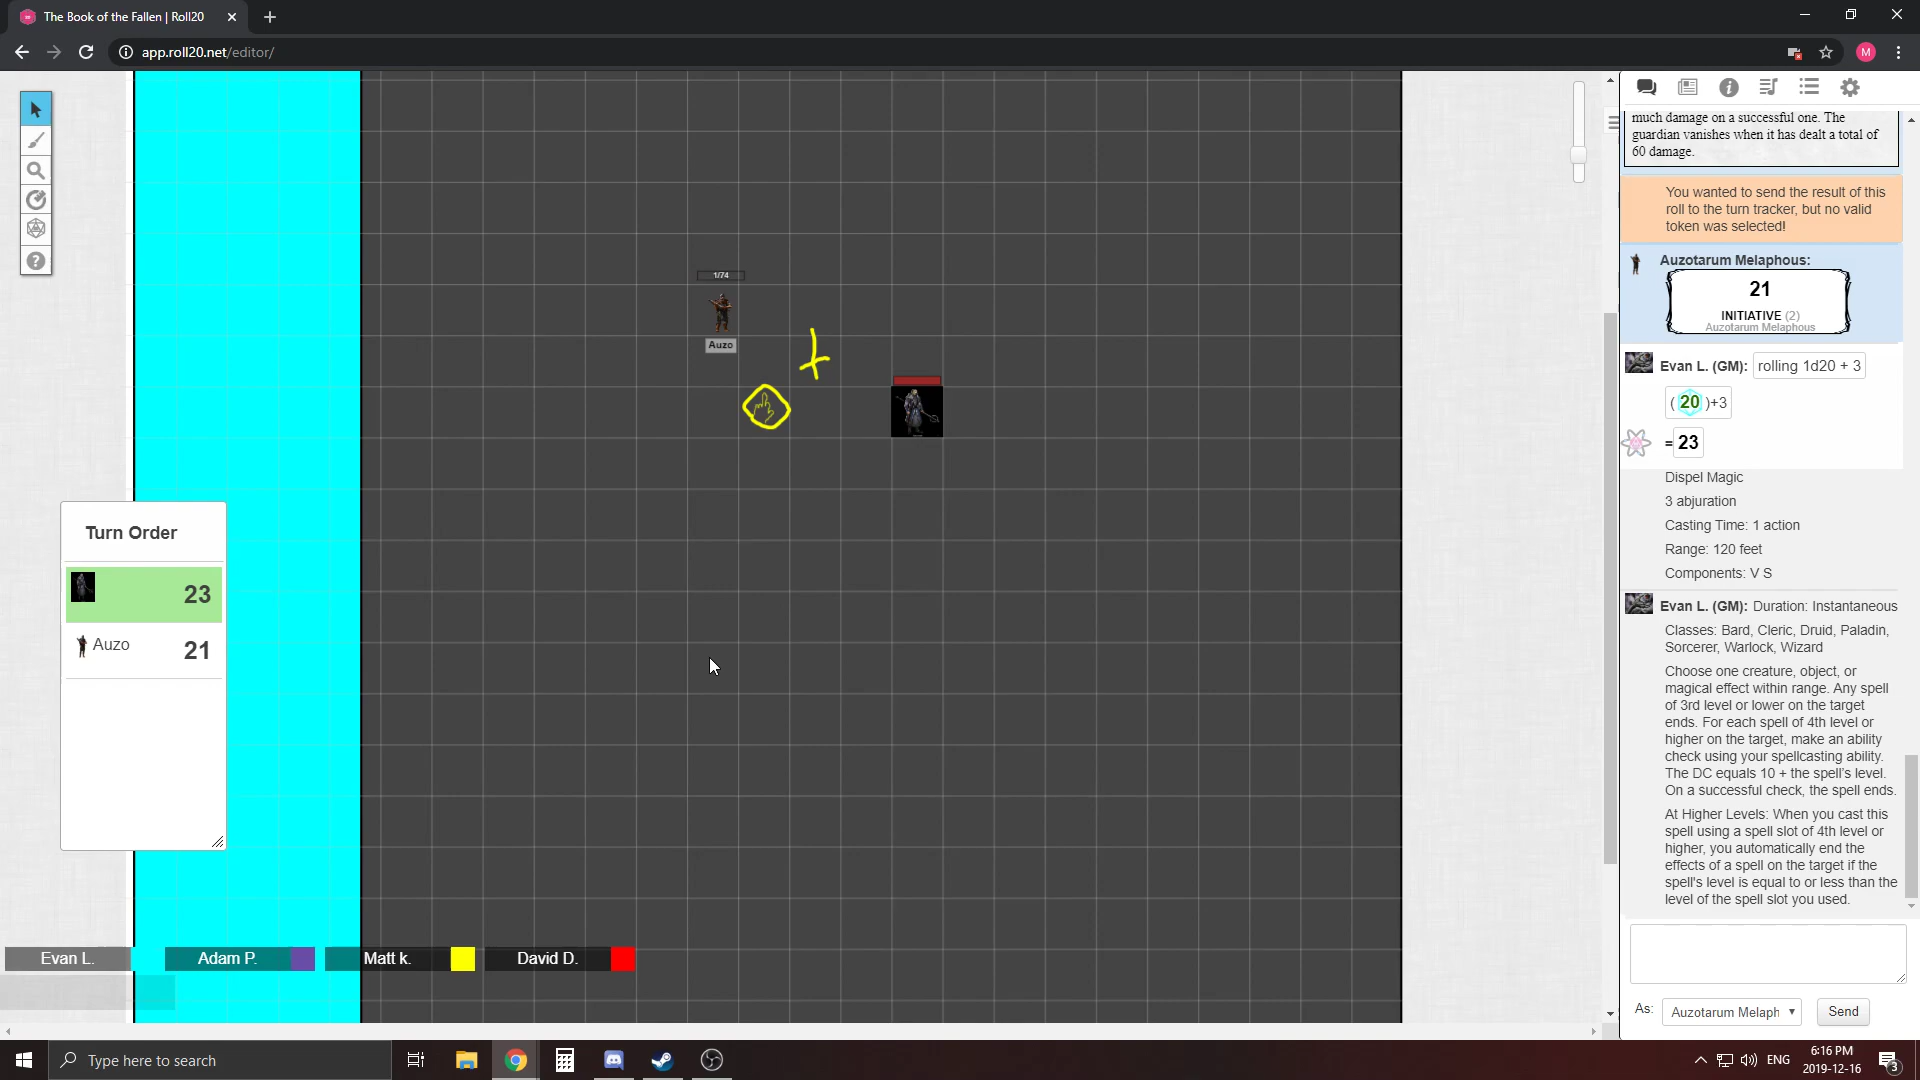 The Book of the Fallen | Roll20
app.roll20.net/editor/
M
1/74
Auzo
Turn Order
23
Auzo 21
Evan L.
Adam P.
Matt k.
David D.
much damage on a successful one. The
guardian vanishes when it has dealt a total of
60 damage.
You wanted to send the result of this
roll to the turn tracker, but no valid
token was selected!
Auzotarum Melaphous:
21
INITIATIVE (2)
Auzotarum Melaphous
Evan L. (GM): rolling 1d20 + 3
(20)+3
=23
Dispel Magic
3 abjuration
Casting Time: 1 action
Range: 120 feet
Components: V S
Evan L. (GM): Duration: Instantaneous
Classes: Bard, Cleric, Druid, Paladin,
Sorcerer, Warlock, Wizard
Choose one creature, object, or
magical effect within range. Any spell
of 3rd level or lower on the target
ends. For each spell of 4th level or
higher on the target, make an ability
check using your spellcasting ability.
The DC equals 10 + the spell's level.
On a successful check, the spell ends.
At Higher Levels: When you cast this
spell using a spell slot of 4th level or
higher, you automatically end the
effects of a spell on the target if the
spell's level is equal to or less than the
level of the spell slot you used.
As: Auzotarum Melaph
Send
Type here to search
ENG
6:16 PM
2019-12-16
3